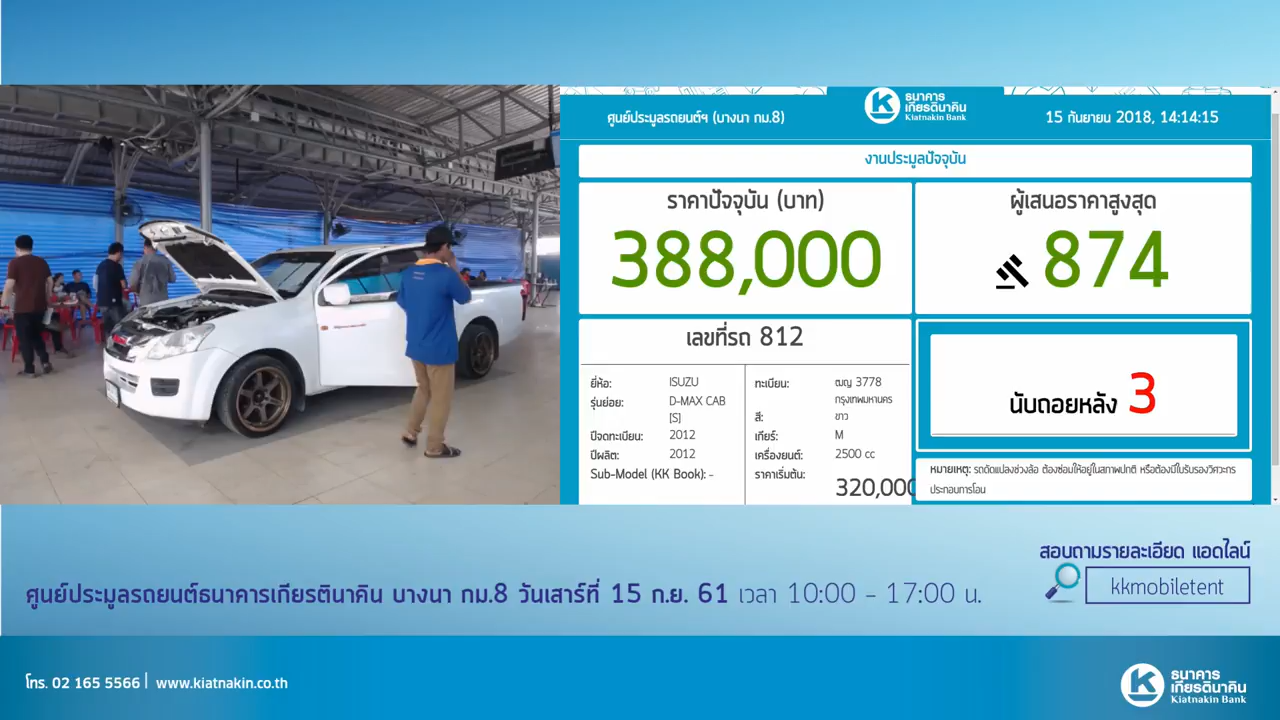 ศูนย์ประมูลรถยนต์ฯ (บางนา กม.8)
ธนาคาร
เกียรตินาคิน
Kiatnakin Bank
15 กันยายน 2018, 14:14:15
งานประมูลปัจจุบัน
ราคาปัจจุบัน (บาท)
388,000
ผู้เสนอราคาสูงสุด
874
เลขที่รถ 812
ยี่ห้อ: ISUZU
รุ่นย่อย: D-MAX CAB
[S]
ปีจดทะเบียน: 2012
ปีผลิต: 2012
Sub-Model (KK Book): -
ทะเบียน: ฒญ 3778
กรุงเทพมหานคร
สี: ขาว
เกียร์: M
เครื่องยนต์: 2500 cc
ราคาเริ่มต้น:
320,000
นับถอยหลัง 3
หมายเหตุ: รถดัดแปลงช่วงล้อ ต้องซ่อมให้อยู่ในสภาพปกติ หรือต้องมีใบรับรองวิศวะกร
ประกอบการโอน
สอบถามรายละเอียด แอดไลน์
kkmobiletent
ศูนย์ประมูลรถยนต์ธนาคารเกียรตินาคิน บางนา กม.8 วันเสาร์ที่ 15 ก.ย. 61 เวลา 10:00 - 17:00 น.
โทร. 02 165 5566 | www.kiatnakin.co.th
ธนาคาร
เกียรตินาคิน
Kiatnakin Bank